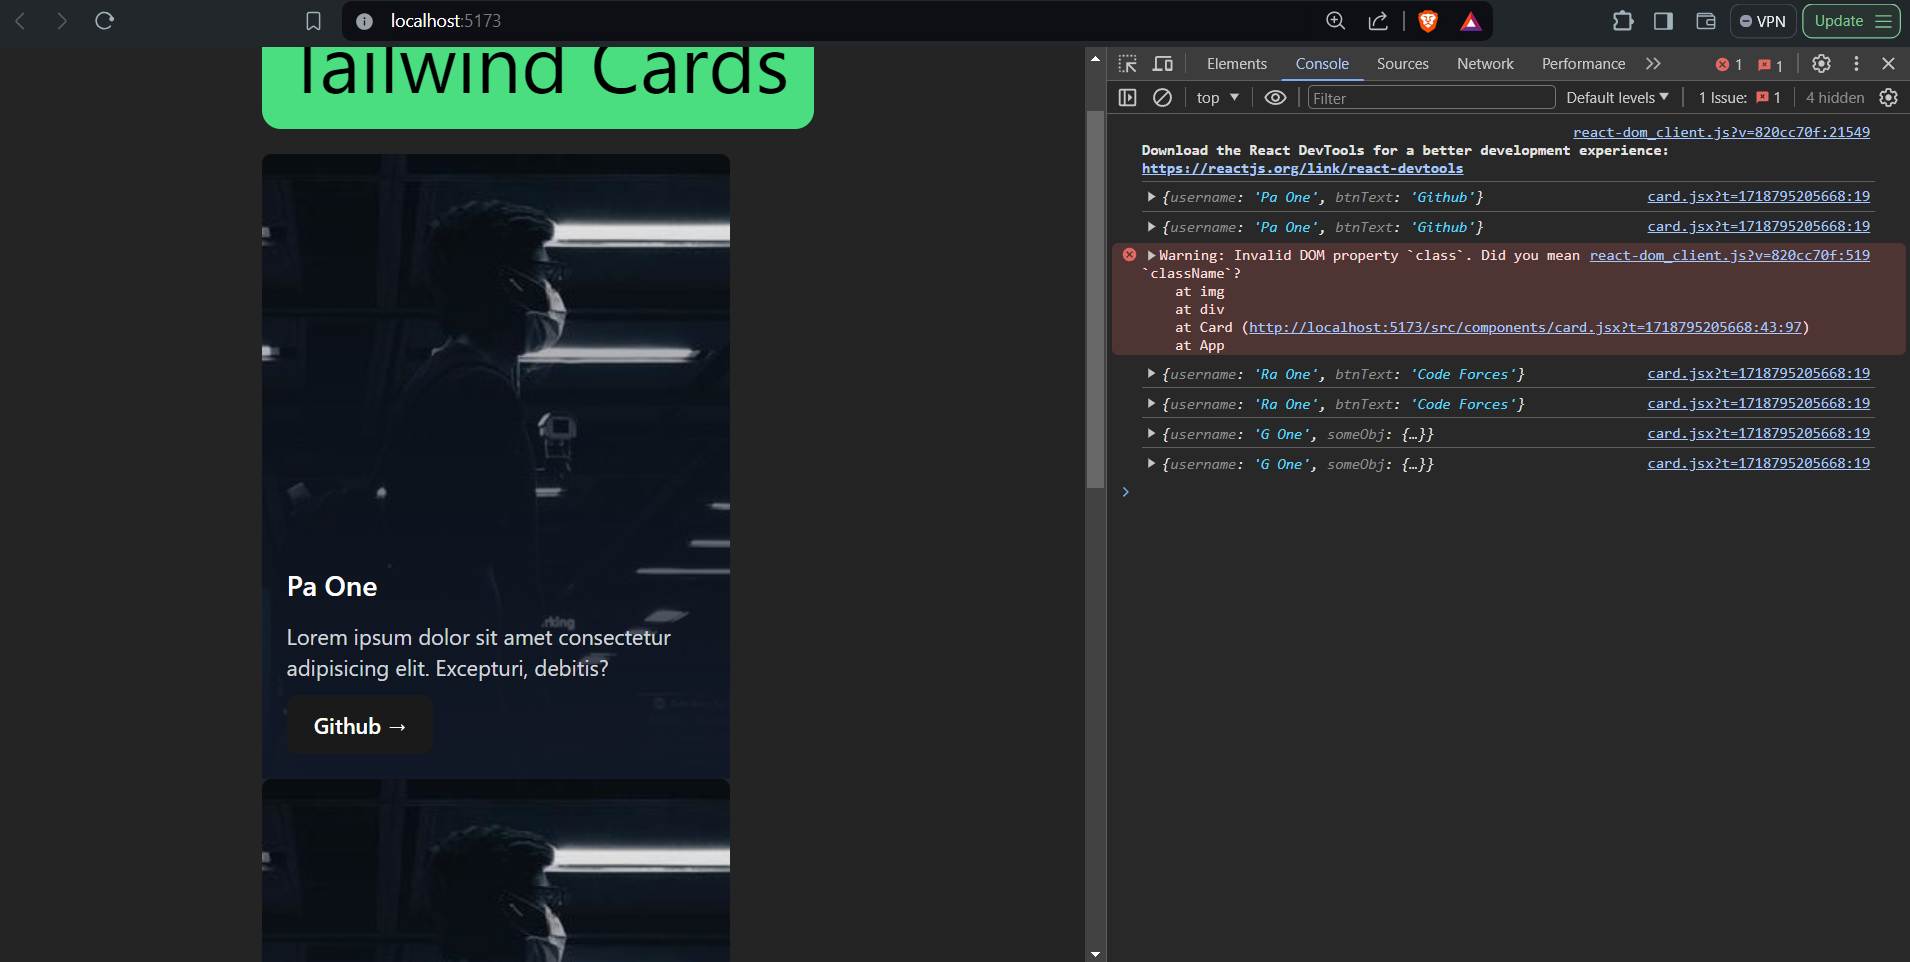 localhost:5173
VPN
Update
Tailwind Cards
Elements
Console
Sources
Network
Performance
1
1
top
Filter
Default levels
1 Issue:
1
4 hidden
react-dom_client.js?v=820cc70f:21549
Download the React DevTools for a better development experience:
https://reactjs.org/link/react-devtools
{username: 'Pa One', btnText: 'Github'} card.jsx?t=1718795205668:19
{username: 'Pa One', btnText: 'Github'} card.jsx?t=1718795205668:19
Warning: Invalid DOM property `class`. Did you mean react-dom_client.js?v=820cc70f:519
`className`?
at img
at div
at Card (http://localhost:5173/src/components/card.jsx?t=1718795205668:43:97)
at App
{username: 'Ra One', btnText: 'Code Forces'} card.jsx?t=1718795205668:19
{username: 'Ra One', btnText: 'Code Forces'} card.jsx?t=1718795205668:19
{username: 'G One', someObj: {…}} card.jsx?t=1718795205668:19
{username: 'G One', someObj: {…}} card.jsx?t=1718795205668:19
Pa One
Lorem ipsum dolor sit amet consectetur
adipisicing elit. Excepturi, debitis?
Github →